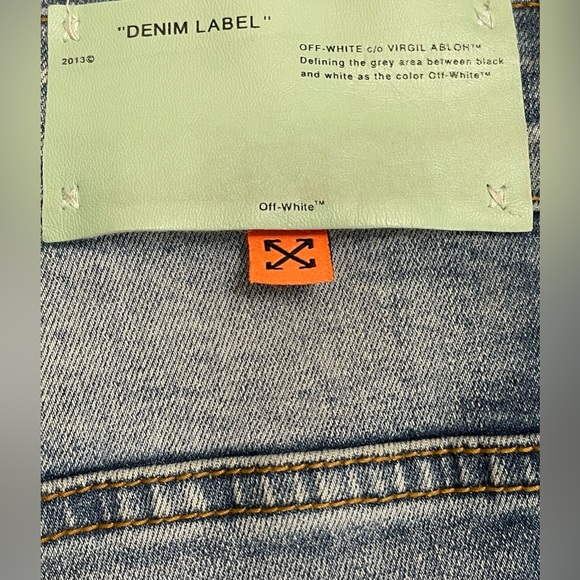 "DENIM LABEL"
2013©
OFF-WHITE c/o VIRGIL ABLOH™
Defining the grey area between black
and white as the color Off-White™
Off-White™